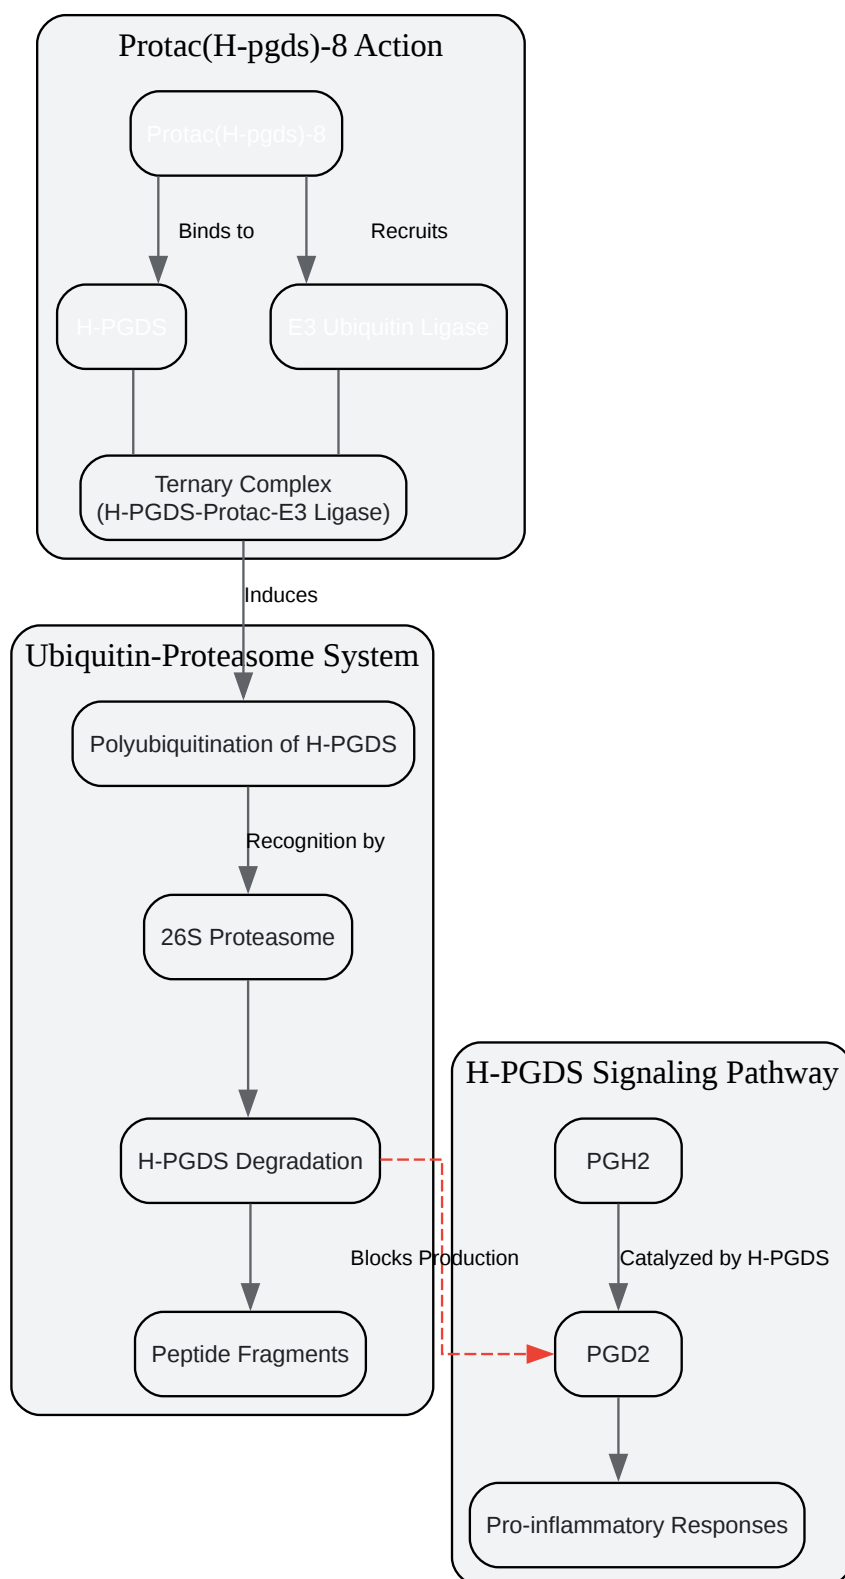 Protac(H-pgds)-8 Action
Protac(H-pgds)-8
Binds to
Recruits
H-PGDS
E3 Ubiquitin Ligase
Ternary Complex
(H-PGDS-Protac-E3 Ligase)
Induces
Ubiquitin-Proteasome System
Polyubiquitination of H-PGDS
Recognition by
26S Proteasome
H-PGDS Degradation
Blocks Production
Peptide Fragments
H-PGDS Signaling Pathway
PGH2
Catalyzed by H-PGDS
PGD2
Pro-inflammatory Responses